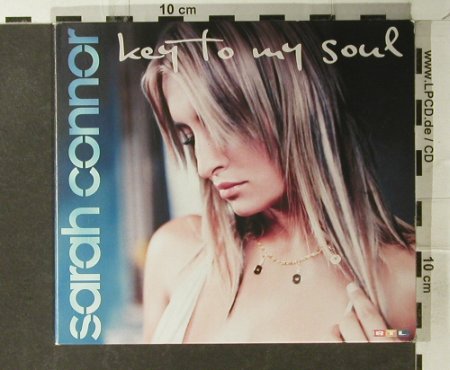 10 cm
key to my soul
sarah connor
www.LPCD.de / CD
10 cm
RTL